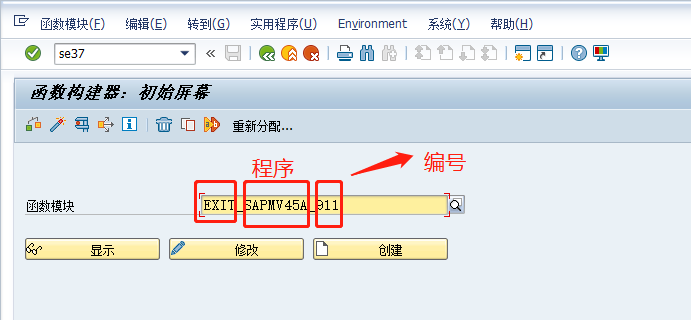 函数模块(F) 编辑(E) 转到(G) 实用程序(U) Environment 系统(Y) 帮助(H)
se37
函数构建器：初始屏幕
重新分配...
程序 编号
函数模块 EXIT_SAPMV45A_911
显示 修改 创建